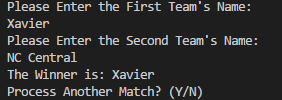 Please Enter the First Team's Name:
Xavier
Please Enter the Second Team's Name:
NC Central
The Winner is: Xavier
Process Another Match? (Y/N)